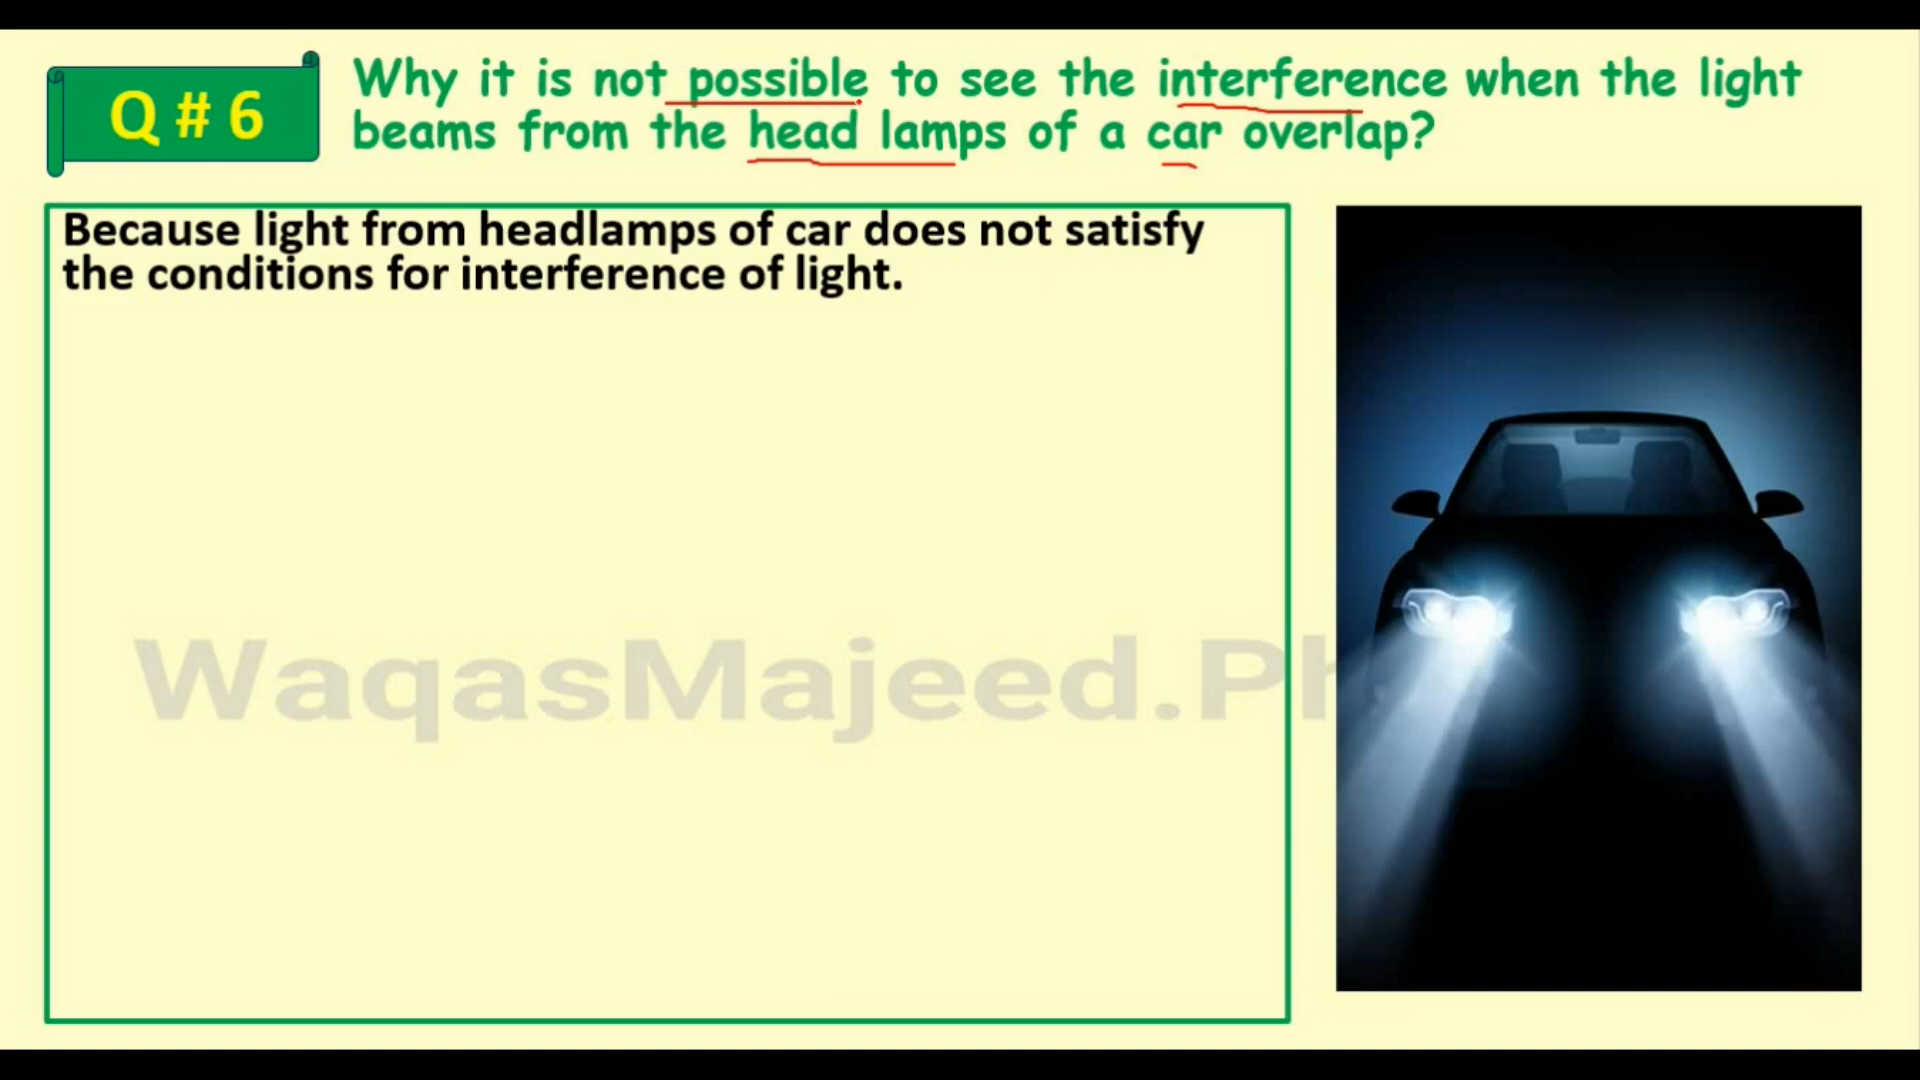 Q # 6
Why it is not possible to see the interference when the light
beams from the head lamps of a car overlap?
Because light from headlamps of car does not satisfy
the conditions for interference of light.
WaqasMajeed.Ph